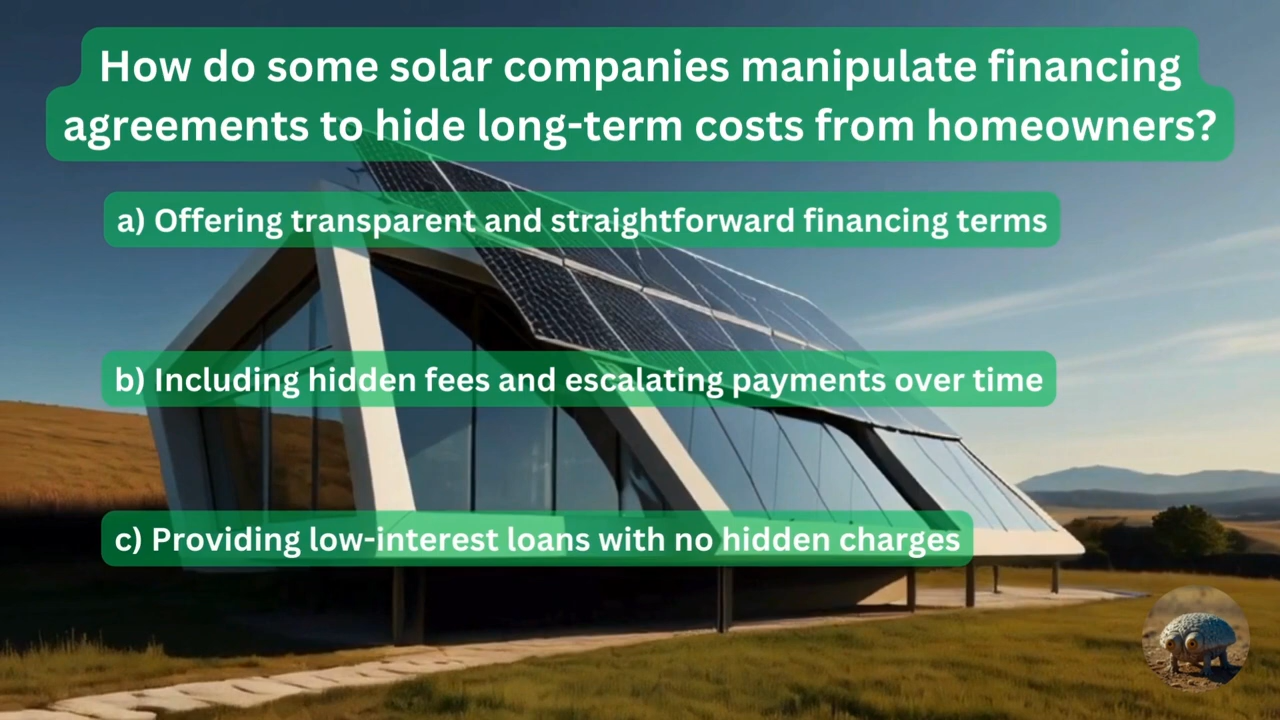 How do some solar companies manipulate financing
agreements to hide long-term costs from homeowners?
a) Offering transparent and straightforward financing terms
b) Including hidden fees and escalating payments over time
c) Providing low-interest loans with no hidden charges